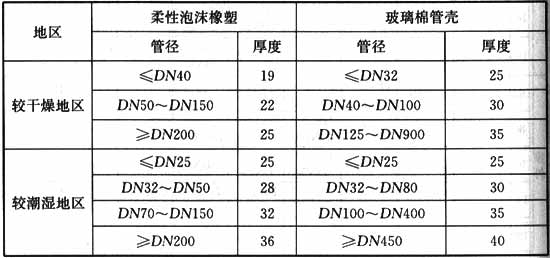 地区 柔性泡沫橡塑 玻璃棉管壳
管径 厚度 管径 厚度
较干燥地区 ≤DN40 19 ≤DN32 25
DN50～DN150 22 DN40～DN100 30
≥DN200 25 DN125～DN900 35
较潮湿地区 ≤DN25 25 ≤DN25 25
DN32～DN50 28 DN32～DN80 30
DN70～DN150 32 DN100～DN400 35
≥DN200 36 ≥DN450 40